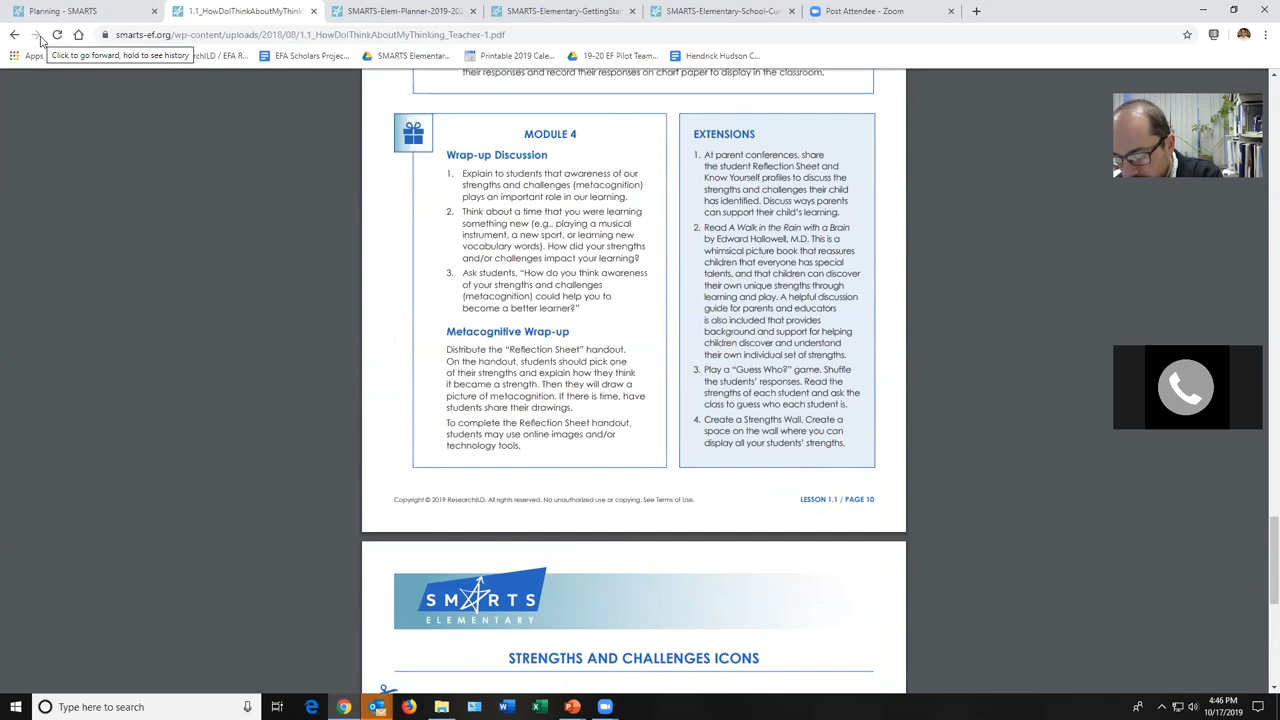 Planning - SMARTS
1.1_HowDoIThinkAboutMyThinkin
SMARTS-Elem-Planner-2019-202
SMARTS-Elementary-GettingStar
SMARTS-Elementary-School-Curr
Post Attendee - Zoom
smarts-ef.org/wp-content/uploads/2018/08/1.1_HowDoIThinkAboutMyThinking_Teacher-1.pdf
Click to go forward, hold to see history
Apps
archILD / EFA R...
EFA Scholars Projec...
SMARTS Elementar...
Printable 2019 Cale...
19-20 EF Pilot Team...
Hendrick Hudson C...
their responses and record their responses on chart paper to display in the classroom.
MODULE 4
Wrap-up Discussion
1. Explain to students that awareness of our
strengths and challenges (metacognition)
plays an important role in our learning.
2. Think about a time that you were learning
something new (e.g., playing a musical
instrument, a new sport, or learning new
vocabulary words). How did your strengths
and/or challenges impact your learning?
3. Ask students, “How do you think awareness
of your strengths and challenges
(metacognition) could help you to
become a better learner?”
Metacognitive Wrap-up
Distribute the “Reflection Sheet” handout.
On the handout, students should pick one
of their strengths and explain how they think
it became a strength. Then they will draw a
picture of metacognition. If there is time, have
students share their drawings.
To complete the Reflection Sheet handout,
students may use online images and/or
technology tools.
EXTENSIONS
1. At parent conferences, share
the student Reflection Sheet and
Know Yourself profiles to discuss the
strengths and challenges their child
has identified. Discuss ways parents
can support their child's learning.
2. Read A Walk in the Rain with a Brain
by Edward Hallowell, M.D. This is a
whimsical picture book that reassures
children that everyone has special
talents, and that children can discover
their own unique strengths through
learning and play. A helpful discussion
guide for parents and educators
is also included that provides
background and support for helping
children discover and understand
their own individual set of strengths.
3. Play a “Guess Who?” game. Shuffle
the students' responses. Read the
strengths of each student and ask the
class to guess who each student is.
4. Create a Strengths Wall. Create a
space on the wall where you can
display all your students' strengths.
Copyright © 2019 ResearchILD. All rights reserved. No unauthorized use or copying. See Terms of Use.
LESSON 1.1 / PAGE 10
SMARTS
ELEMENTARY
STRENGTHS AND CHALLENGES ICONS
Type here to search
4:46 PM
10/17/2019